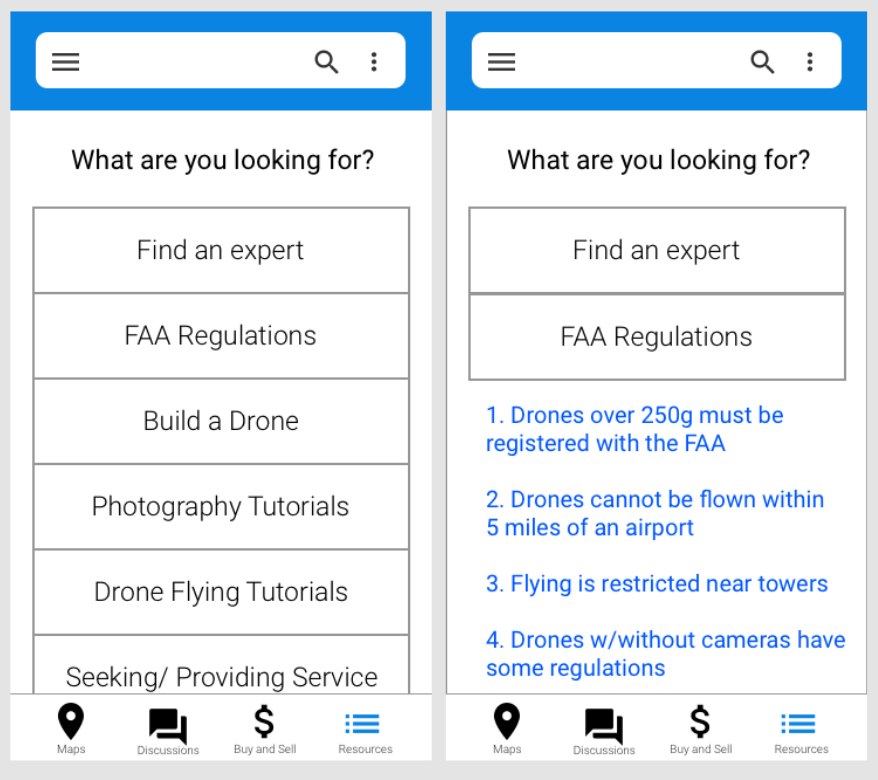 What are you looking for?
Find an expert
FAA Regulations
Build a Drone
Photography Tutorials
Drone Flying Tutorials
Seeking/ Providing Service
Maps
Discussions
Buy and Sell
Resources
What are you looking for?
Find an expert
FAA Regulations
1. Drones over 250g must be
registered with the FAA
2. Drones cannot be flown within
5 miles of an airport
3. Flying is restricted near towers
4. Drones w/without cameras have
some regulations
Maps
Discussions
Buy and Sell
Resources